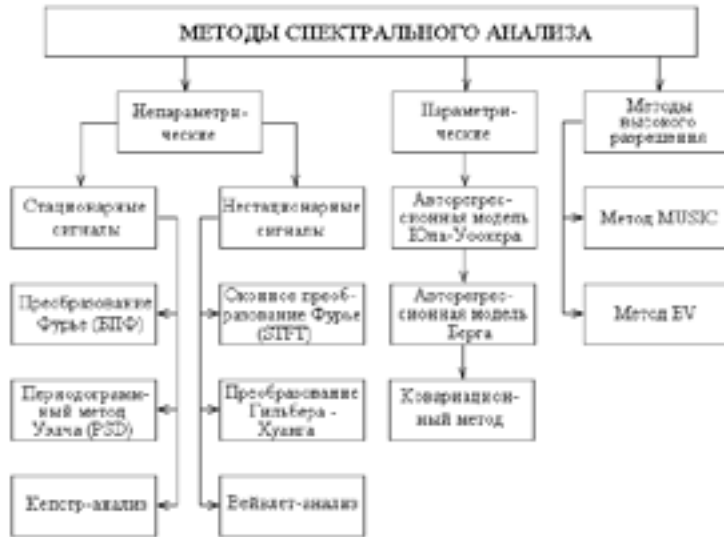 МЕТОДЫ СПЕКТРАЛЬНОГО АНАЛИЗА
Непараметри-
ческие
Параметри-
ческие
Методы
высокого
разрешения
Стационарные
сигналы
Нестационарные
сигналы
Авторегрес-
сионная модель
Юла-Уоокера
Метод MUSIC
Преобразование
Фурье (БПФ)
Оконное преоб-
разование Фурье
(STFT)
Авторегрес-
сионная модель
Берга
Метод EV
Периодограмм-
ный метод
Уэлча (PSD)
Преобразование
Гильбера -
Хуанга
Ковариацион-
ный метод
Кепстр-анализ
Вейвлет-анализ